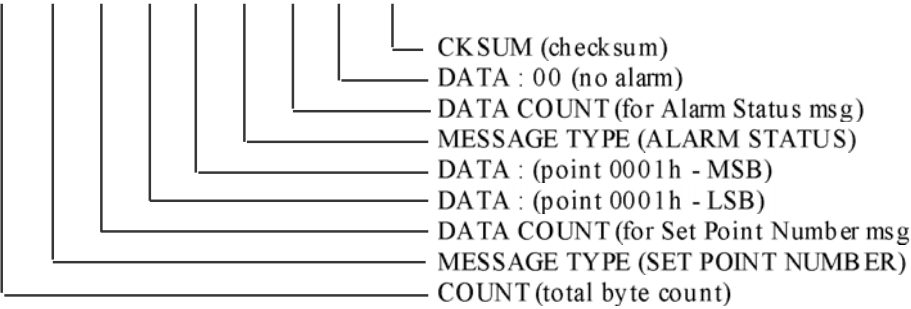 CKSUM (checksum)
DATA : 00 (no alarm)
DATA COUNT (for Alarm Status msg)
MESSAGE TYPE (ALARM STATUS)
DATA : (point 0001h - MSB)
DATA : (point 0001h - LSB)
DATA COUNT (for Set Point Number msg
MESSAGE TYPE (SET POINT NUMBER)
COUNT (total byte count)